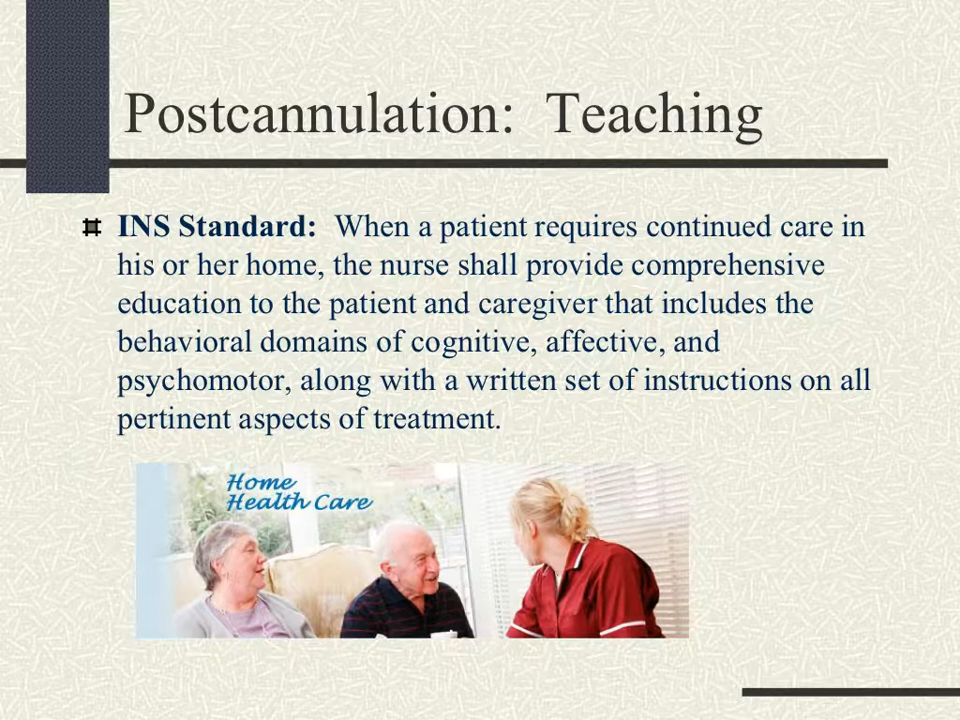 Postcannulation: Teaching
INS Standard: When a patient requires continued care in
his or her home, the nurse shall provide comprehensive
education to the patient and caregiver that includes the
behavioral domains of cognitive, affective, and
psychomotor, along with a written set of instructions on all
pertinent aspects of treatment.
Home
Health Care